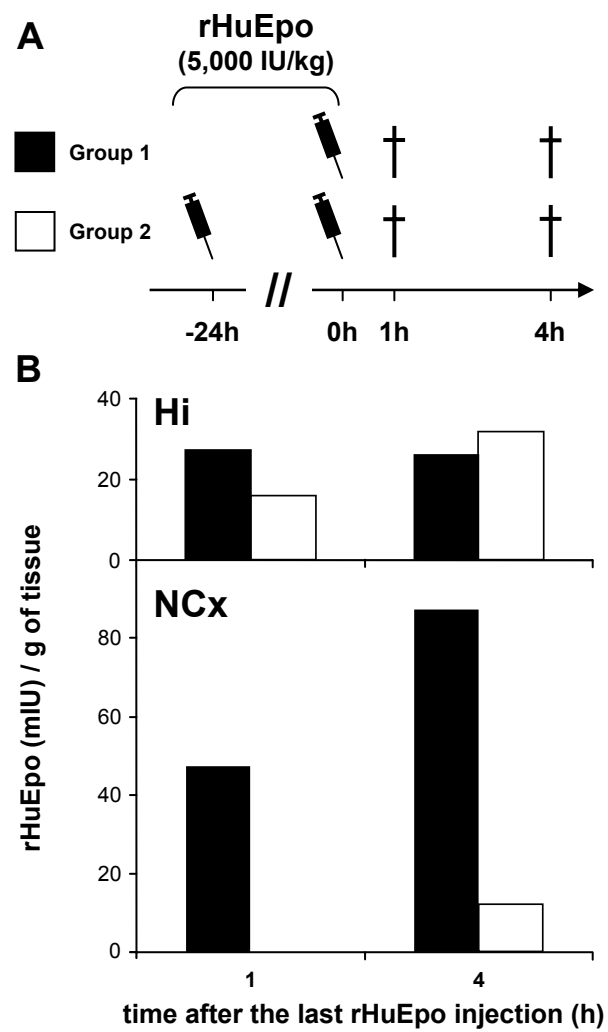 A
rHuEpo
(5,000 IU/kg)
Group 1
Group 2
//
-24h 0h 1h 4h
B
Hi
40
20
0
NCx
80
60
40
20
0
rHuEpo (mIU) / g of tissue
1 4
time after the last rHuEpo injection (h)